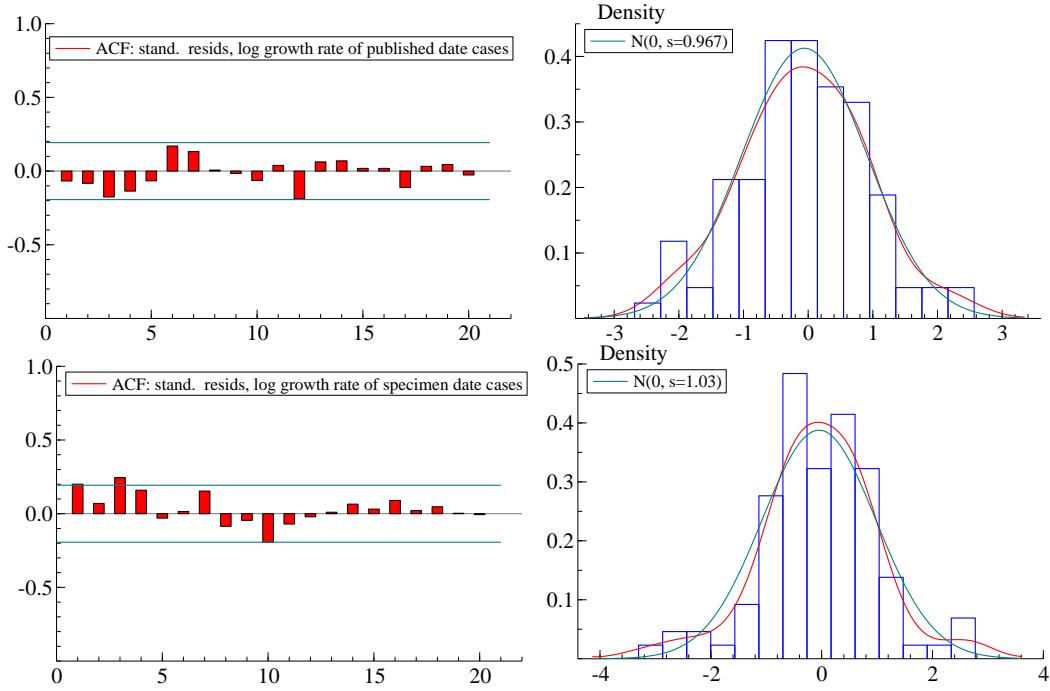 1.0
ACF: stand. resids, log growth rate of published date cases
0.5
0.0
-0.5
0 5 10 15 20
Density
N(0, s=0.967)
0.4
0.3
0.2
0.1
-3 -2 -1 0 1 2 3
1.0
ACF: stand. resids, log growth rate of specimen date cases
0.5
0.0
-0.5
0 5 10 15 20
Density
0.5
N(0, s=1.03)
0.4
0.3
0.2
0.1
-4 -2 0 2 4